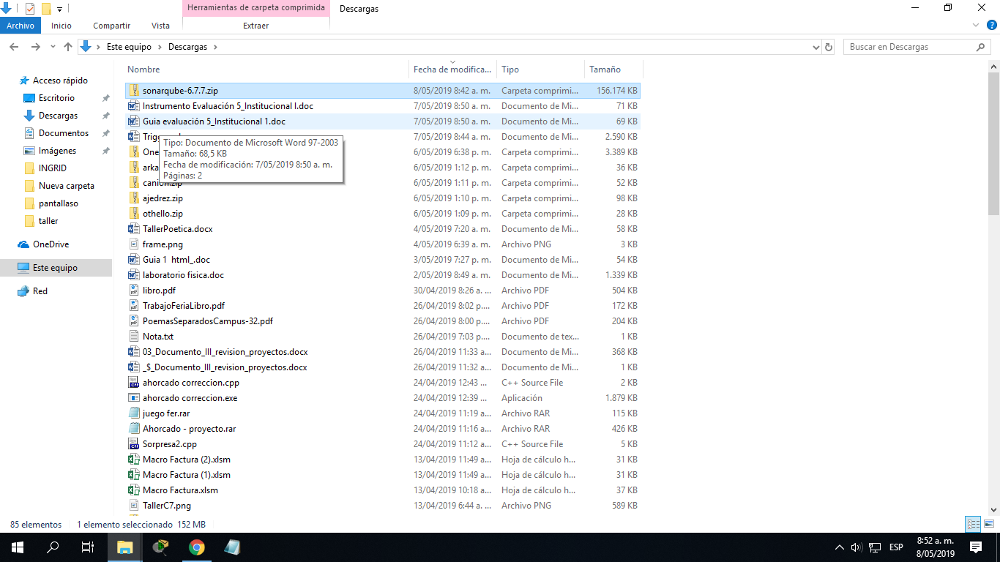 Herramientas de carpeta comprimida
Descargas
Archivo
Inicio
Compartir
Vista
Extraer
Este equipo
Descargas
Buscar en Descargas
Nombre
Fecha de modifica...
Tipo
Tamaño
Acceso rápido
Escritorio
Descargas
Documentos
Imágenes
INGRID
Nueva carpeta
pantallaso
taller
OneDrive
Este equipo
Red
sonarqube-6.7.7.zip 8/05/2019 8:42 a. m. Carpeta comprimi... 156.174 KB
Instrumento Evaluación 5_Institucional I.doc 7/05/2019 8:50 a. m. Documento de Mi... 71 KB
Guia evaluación 5_Institucional 1.doc 7/05/2019 8:50 a. m. Documento de Mi... 69 KB
7/05/2019 8:44 a. m. Documento de Mi... 2.590 KB
Tipo: Documento de Microsoft Word 97-2003
Tamaño: 68,5 KB
Fecha de modificación: 7/05/2019 8:50 a. m.
Páginas: 2
One 6/05/2019 6:38 p. m. Carpeta comprimi... 3.389 KB
arka 6/05/2019 1:12 p. m. Carpeta comprimi... 36 KB
canion.zip 6/05/2019 1:11 p. m. Carpeta comprimi... 52 KB
ajedrez.zip 6/05/2019 1:10 p. m. Carpeta comprimi... 98 KB
othello.zip 6/05/2019 1:09 p. m. Carpeta comprimi... 28 KB
TallerPoetica.docx 4/05/2019 7:20 a. m. Documento de Mi... 58 KB
frame.png 4/05/2019 6:39 a. m. Archivo PNG 3 KB
Guia 1 html_.doc 3/05/2019 7:27 p. m. Documento de Mi... 54 KB
laboratorio fisica.doc 2/05/2019 8:49 a. m. Documento de Mi... 1.339 KB
libro.pdf 30/04/2019 8:26 a. ... Archivo PDF 504 KB
TrabajoFeriaLibro.pdf 26/04/2019 8:02 p.... Archivo PDF 172 KB
PoemasSeparadosCampus-32.pdf 26/04/2019 8:00 p.... Archivo PDF 204 KB
Nota.txt 26/04/2019 7:03 p.... Documento de tex... 1 KB
03_Documento_III_revision_proyectos.docx 26/04/2019 11:33 a... Documento de Mi... 368 KB
_$_Documento_III_revision_proyectos.docx 26/04/2019 11:32 a... Documento de Mi... 1 KB
ahorcado correccion.cpp 24/04/2019 12:43 ... C++ Source File 2 KB
ahorcado correccion.exe 24/04/2019 12:39 ... Aplicación 1.879 KB
juego fer.rar 24/04/2019 11:19 a... Archivo RAR 115 KB
Ahorcado - proyecto.rar 24/04/2019 11:16 a... Archivo RAR 426 KB
Sorpresa2.cpp 24/04/2019 11:12 a... C++ Source File 5 KB
Macro Factura (2).xlsm 13/04/2019 11:49 a... Hoja de cálculo h... 31 KB
Macro Factura (1).xlsm 13/04/2019 11:49 a... Hoja de cálculo h... 31 KB
Macro Factura.xlsm 13/04/2019 10:18 a... Hoja de cálculo h... 37 KB
TallerC7.png 13/04/2019 6:44 a. ... Archivo PNG 589 KB
85 elementos
1 elemento seleccionado 152 MB
ESP
8:52 a. m.
8/05/2019